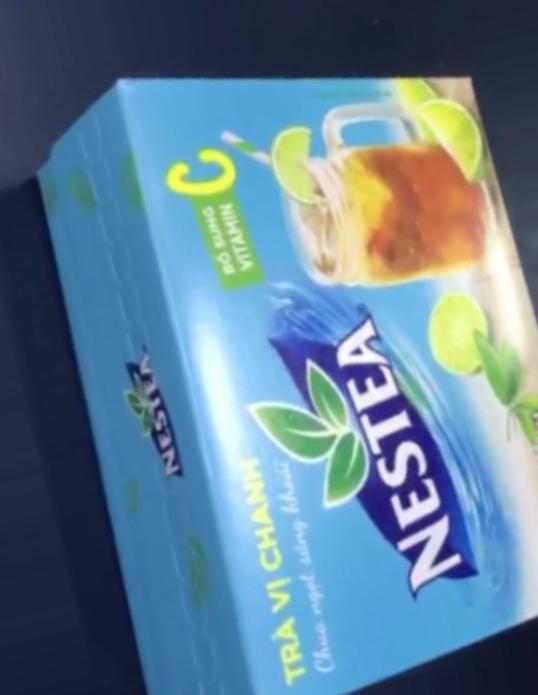 TRÀ VỊ CHANH
Chua ngọt sảng khoái
NESTEA
BỔ SUNG
VITAMIN
C
NESTEA